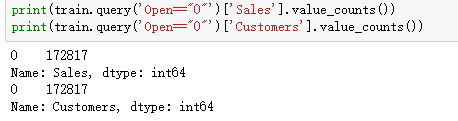 print(train.query('Open=="0"')['Sales'].value_counts())
print(train.query('Open=="0"')['Customers'].value_counts())
0    172817
Name: Sales, dtype: int64
0    172817
Name: Customers, dtype: int64